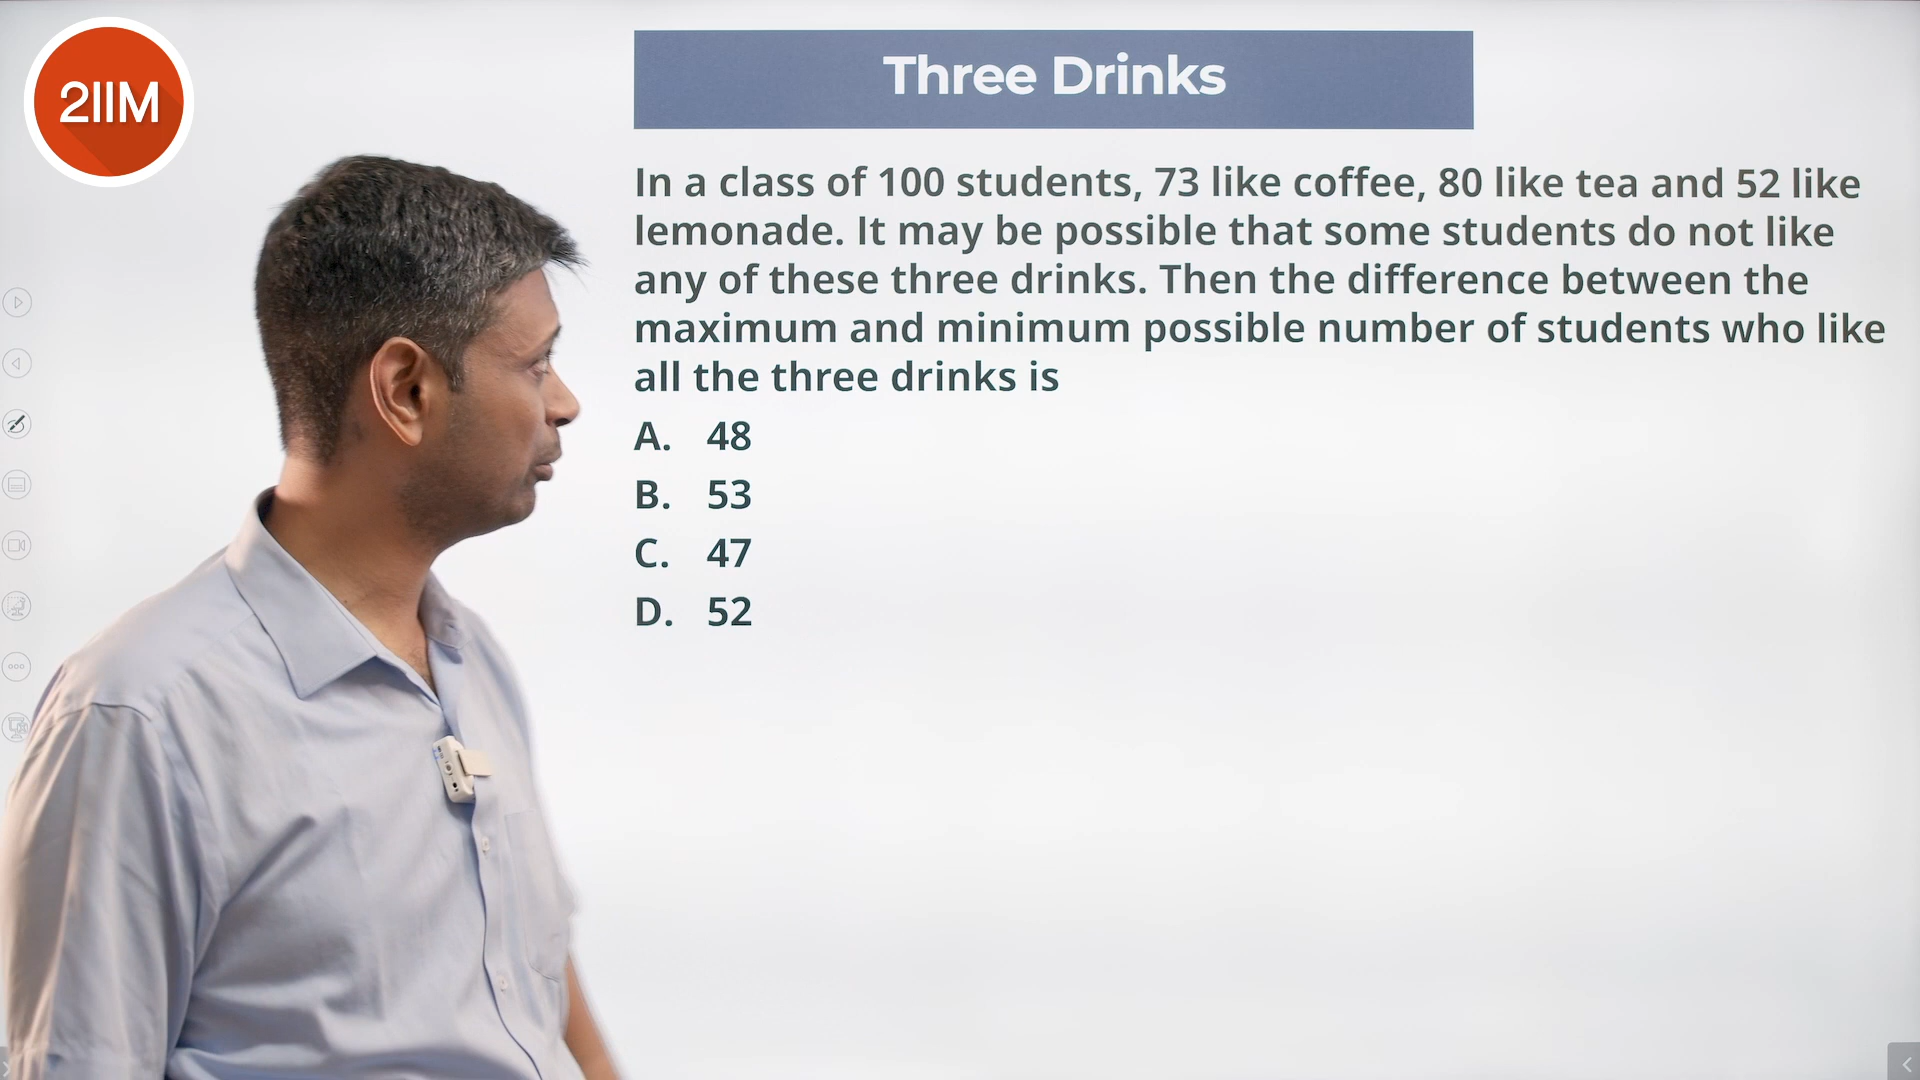 2IIM
Three Drinks
In a class of 100 students, 73 like coffee, 80 like tea and 52 like
lemonade. It may be possible that some students do not like
any of these three drinks. Then the difference between the
maximum and minimum possible number of students who like
all the three drinks is
A. 48
B. 53
C. 47
D. 52